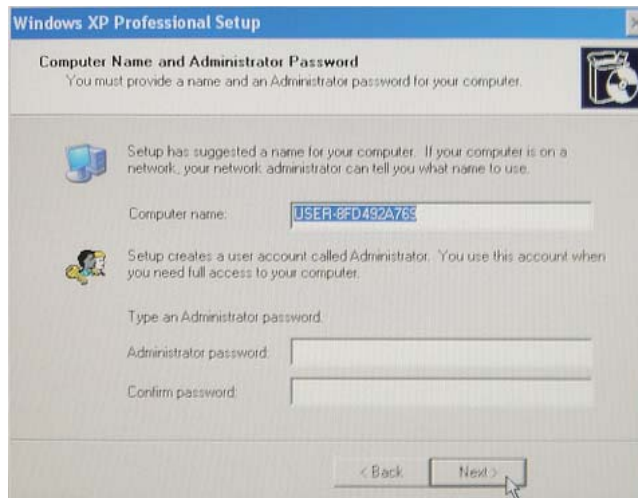 Windows XP Professional Setup
Computer Name and Administrator Password
You must provide a name and an Administrator password for your computer.
Setup has suggested a name for your computer. If your computer is on a
network, your network administrator can tell you what name to use.
Computer name: USER-8FD492A769
Setup creates a user account called Administrator. You use this account when
you need full access to your computer.
Type an Administrator password.
Administrator password:
Confirm password:
< Back Next >